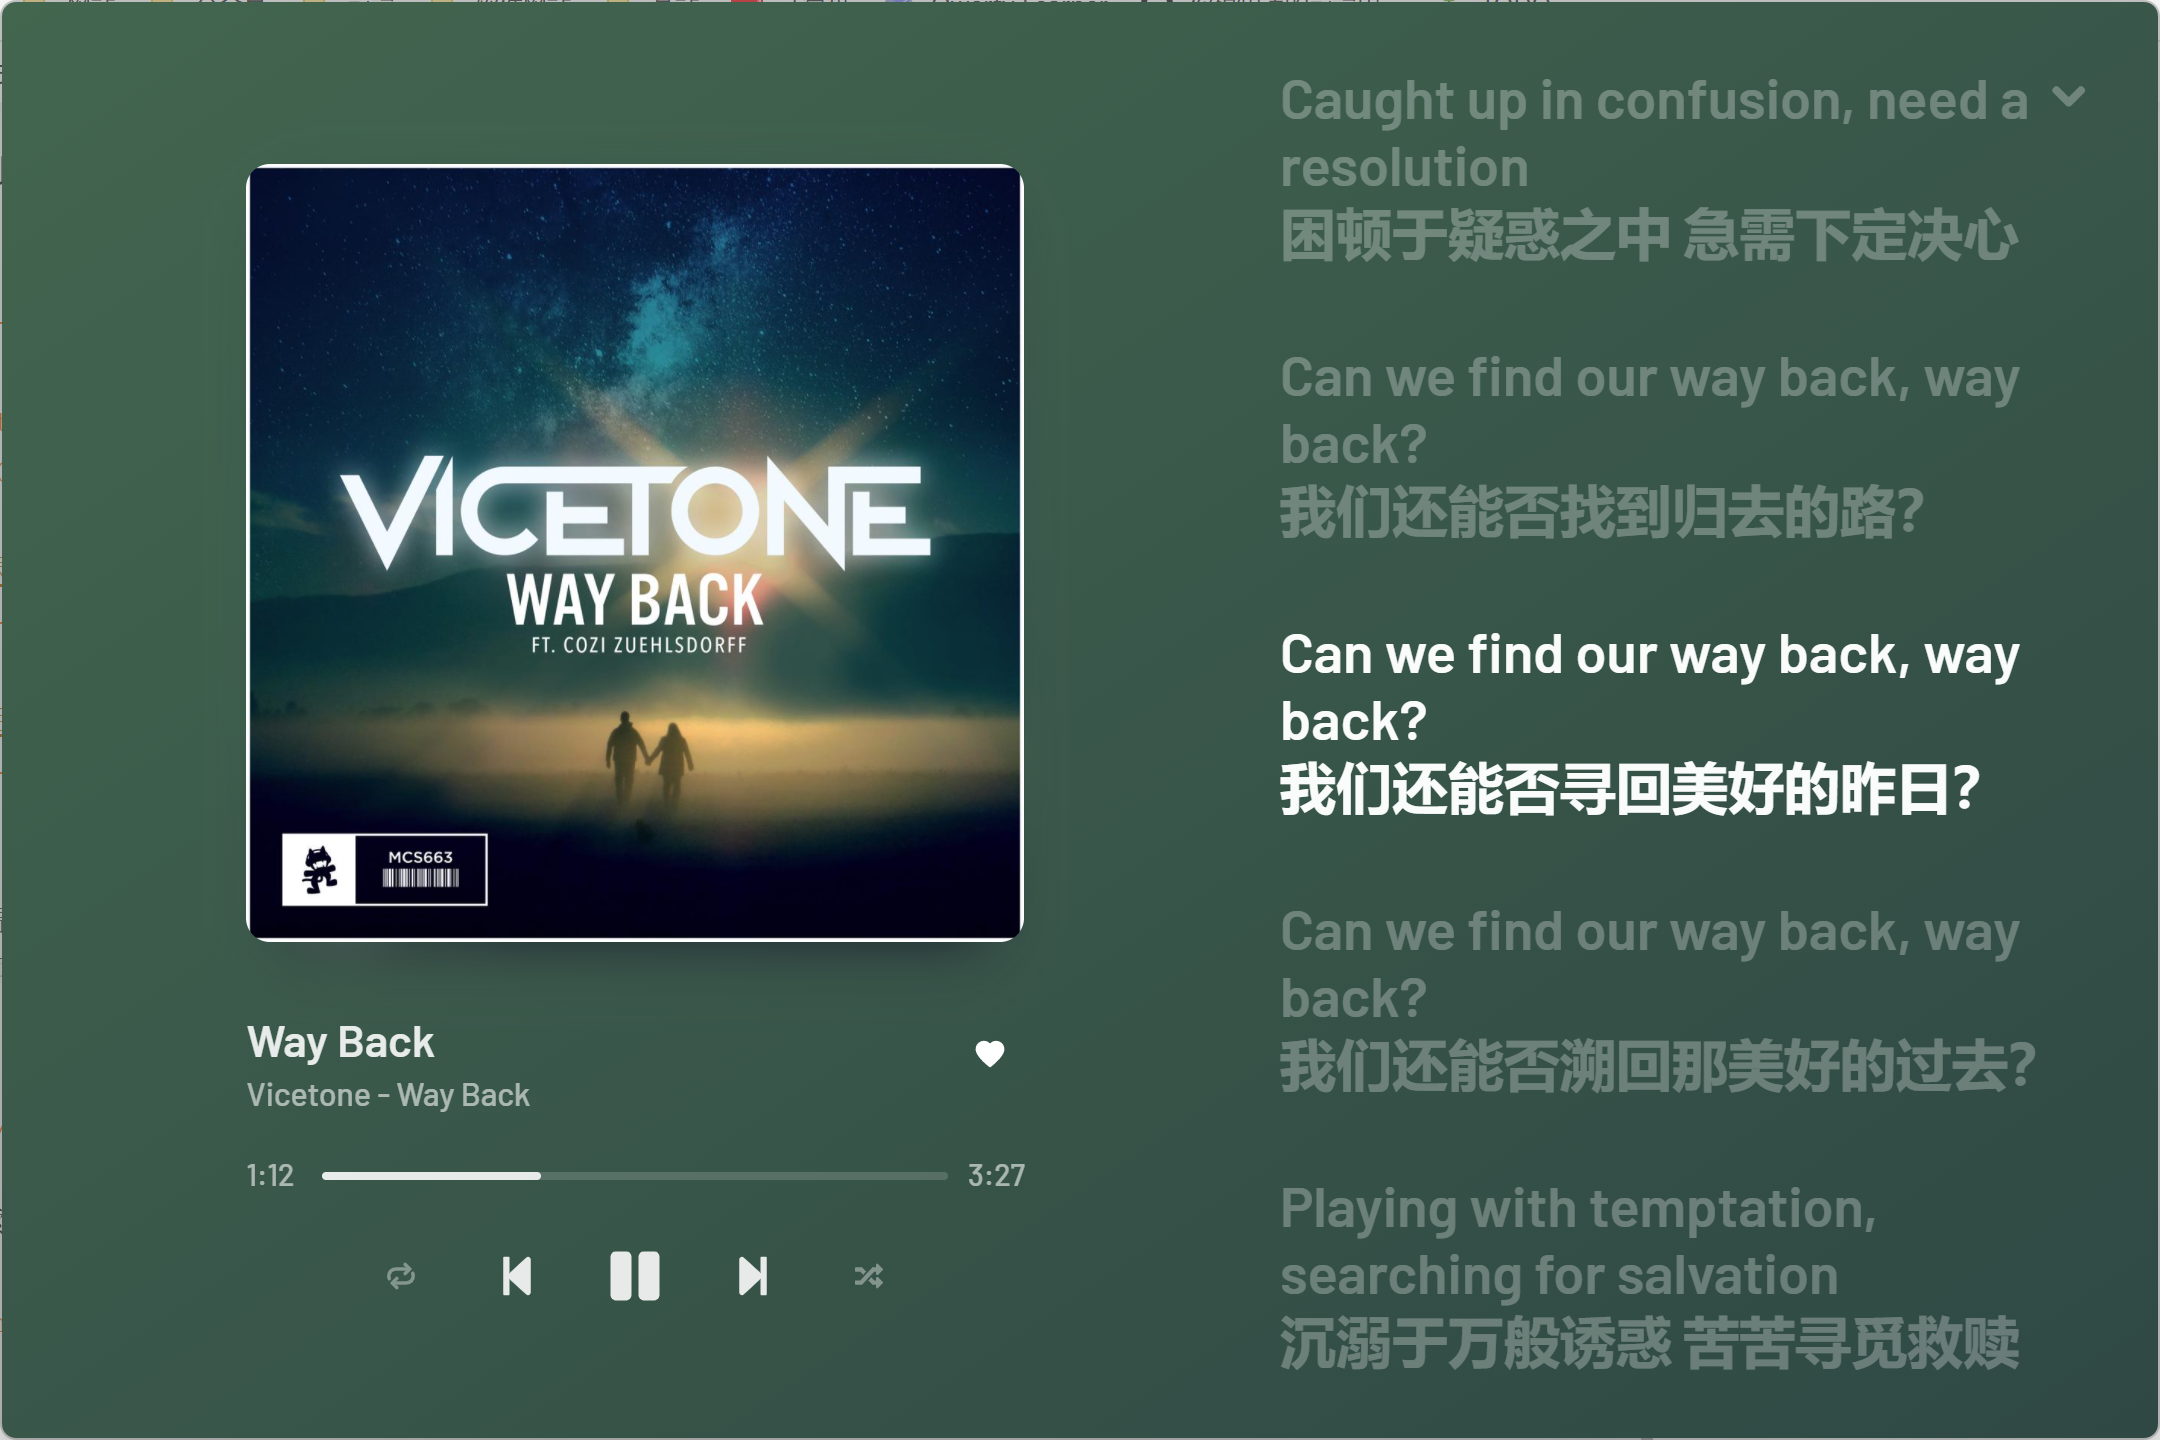 VICETONE
WAY BACK
FT. COZI ZUEHLSDORFF
MCS663
Way Back
Vicetone - Way Back
1:12
3:27
Caught up in confusion, need a
resolution
困顿于疑惑之中 急需下定决心
Can we find our way back, way
back?
我们还能否找到归去的路?
Can we find our way back, way
back?
我们还能否寻回美好的昨日?
Can we find our way back, way
back?
我们还能否溯回那美好的过去?
Playing with temptation,
searching for salvation
沉溺于万般诱惑 苦苦寻觅救赎